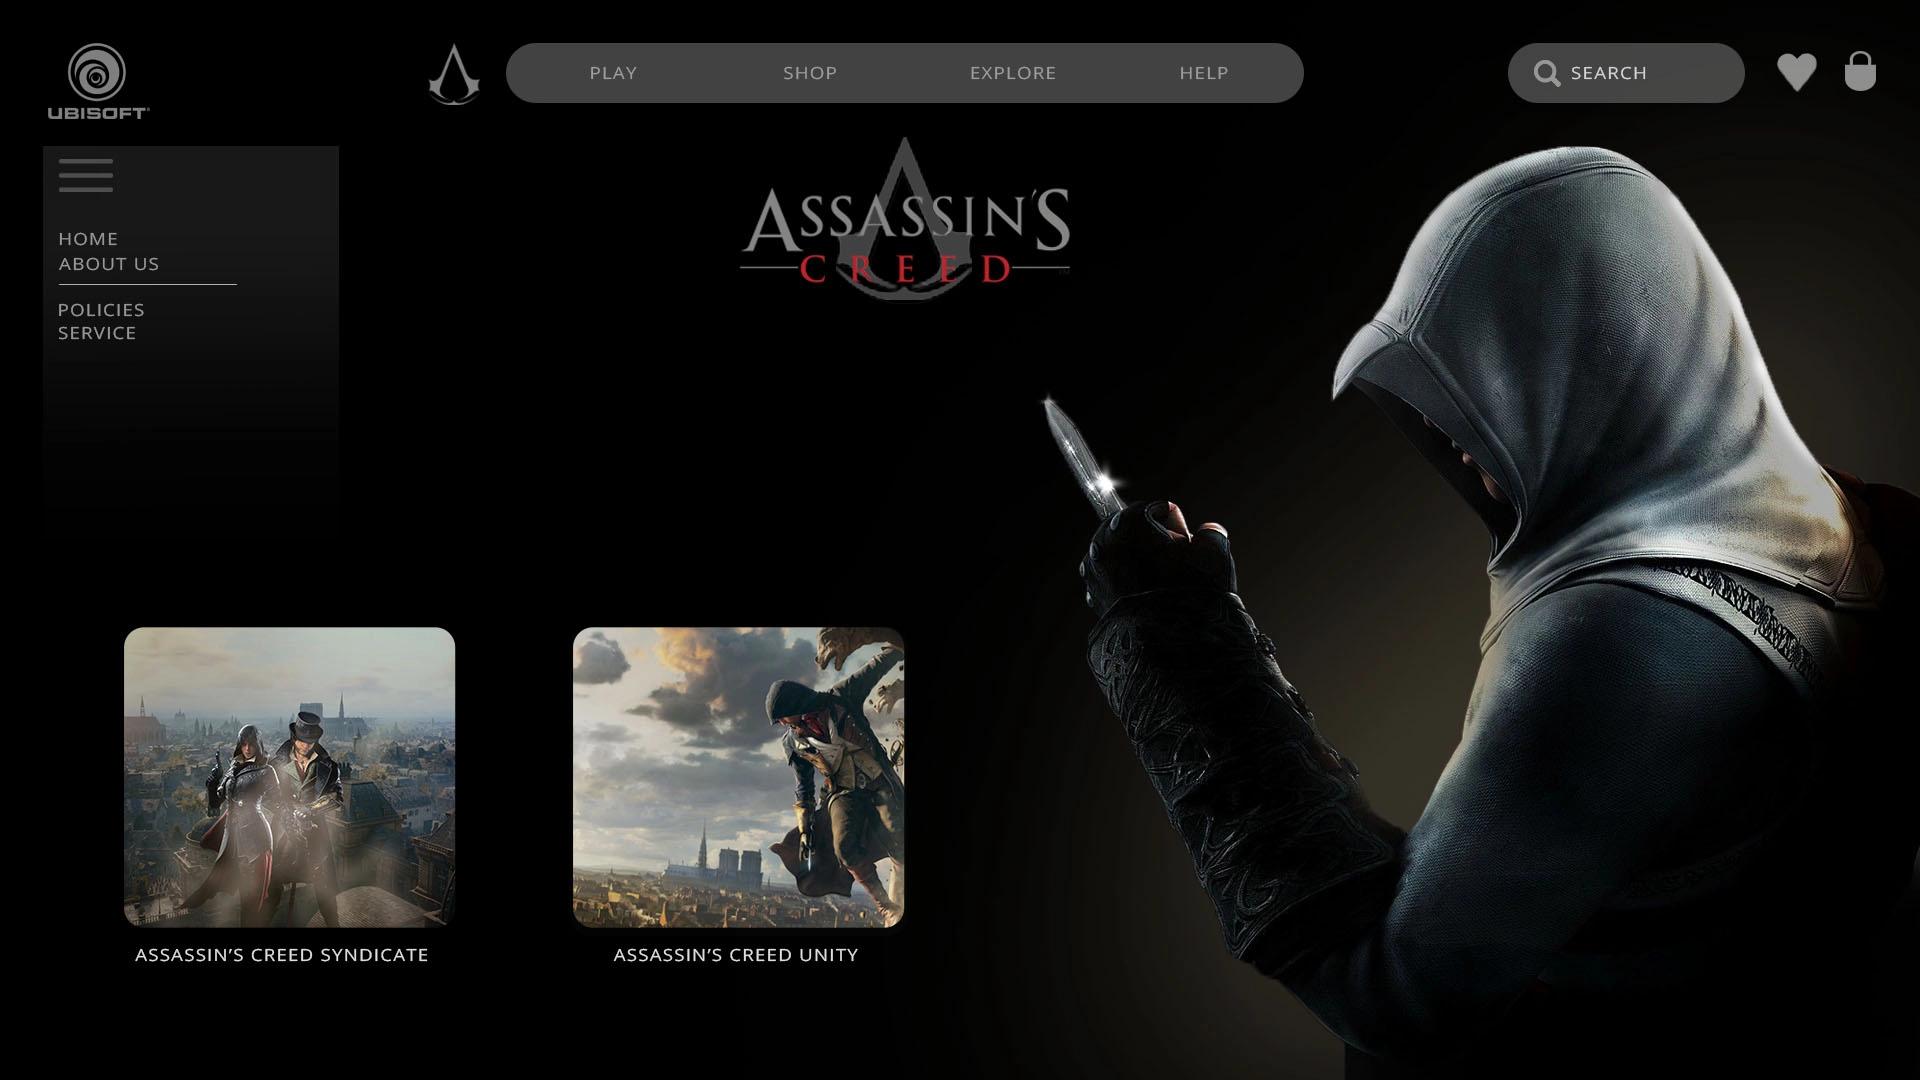 UBISOFT
PLAY
SHOP
EXPLORE
HELP
SEARCH
HOME
ABOUT US
POLICIES
SERVICE
ASSASSIN'S
CREED
ASSASSIN’S CREED SYNDICATE
ASSASSIN’S CREED UNITY